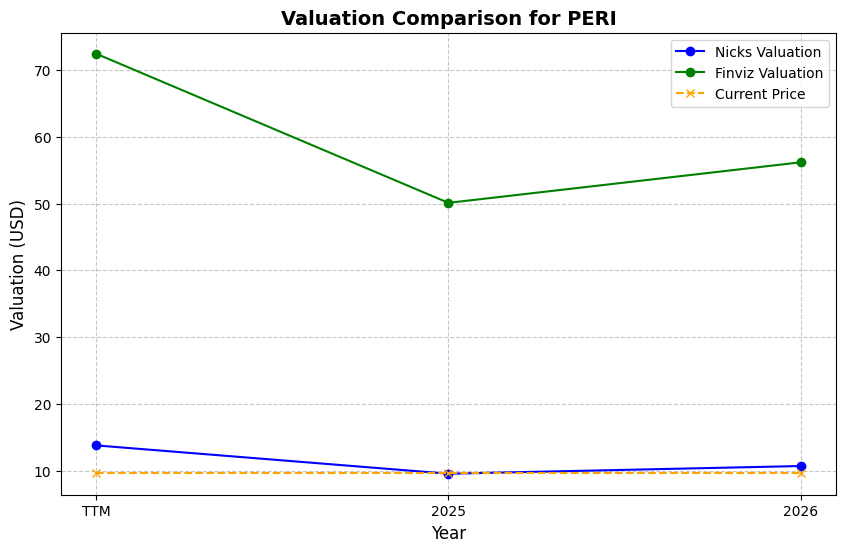 Valuation Comparison for PERI
Nicks Valuation
Finviz Valuation
Current Price
Valuation (USD)
70
60
50
40
30
20
10
TTM
2025
2026
Year